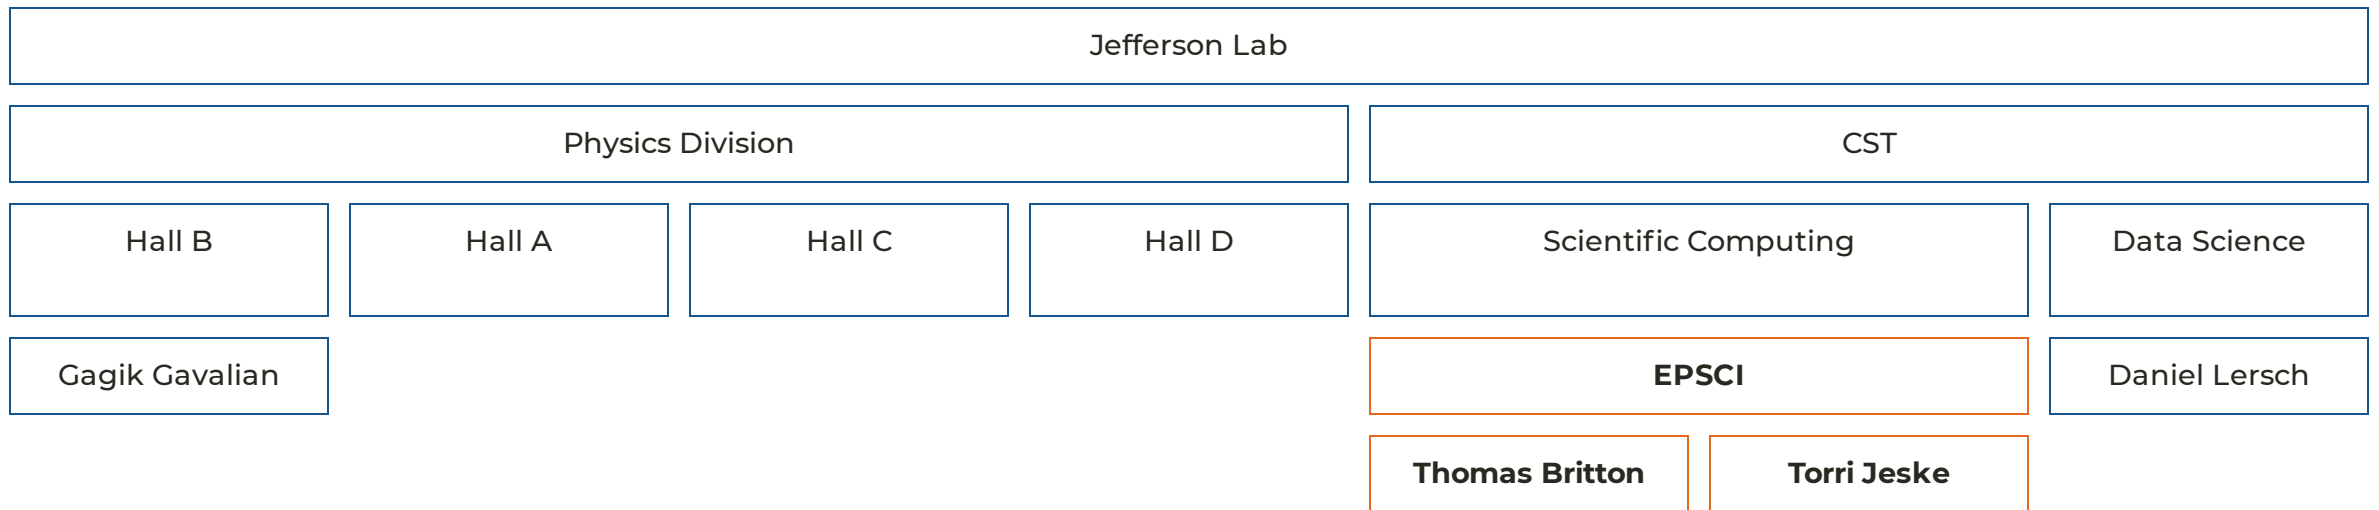 Jefferson Lab
Physics Division
CST
Hall B
Hall A
Hall C
Hall D
Scientific Computing
Data Science
Gagik Gavalian
EPSCI
Daniel Lersch
Thomas Britton
Torri Jeske